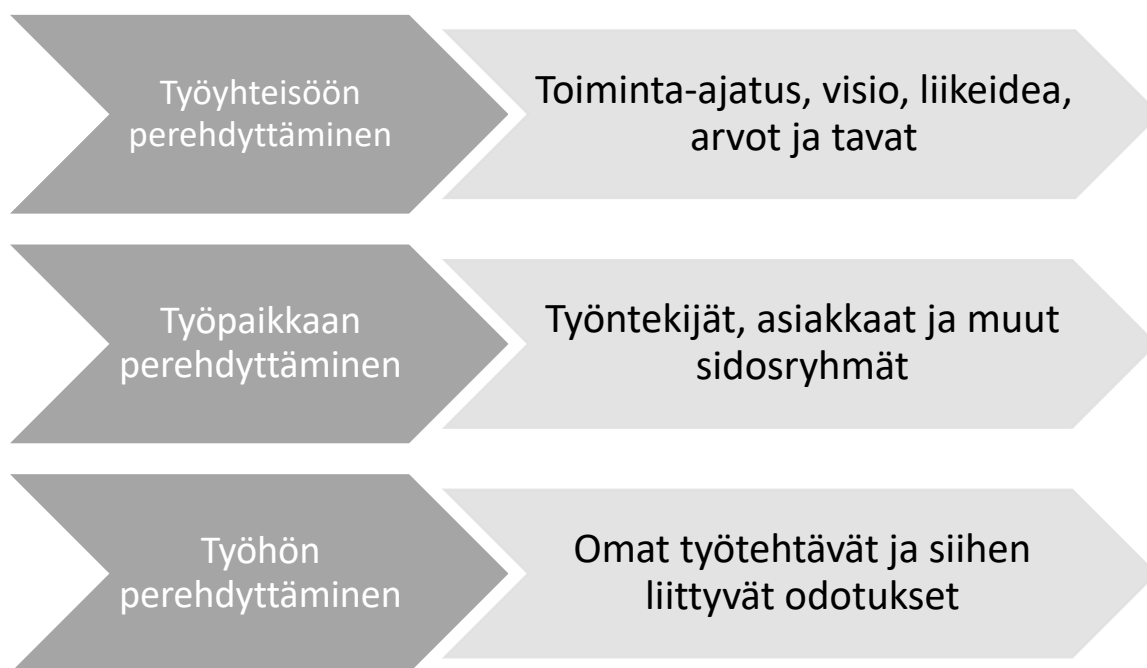 Työyhteisöön
perehdyttäminen
Toiminta-ajatus, visio, liikeidea,
arvot ja tavat
Työpaikkaan
perehdyttäminen
Työntekijät, asiakkaat ja muut
sidosryhmät
Työhön
perehdyttäminen
Omat työtehtävät ja siihen
liittyvät odotukset